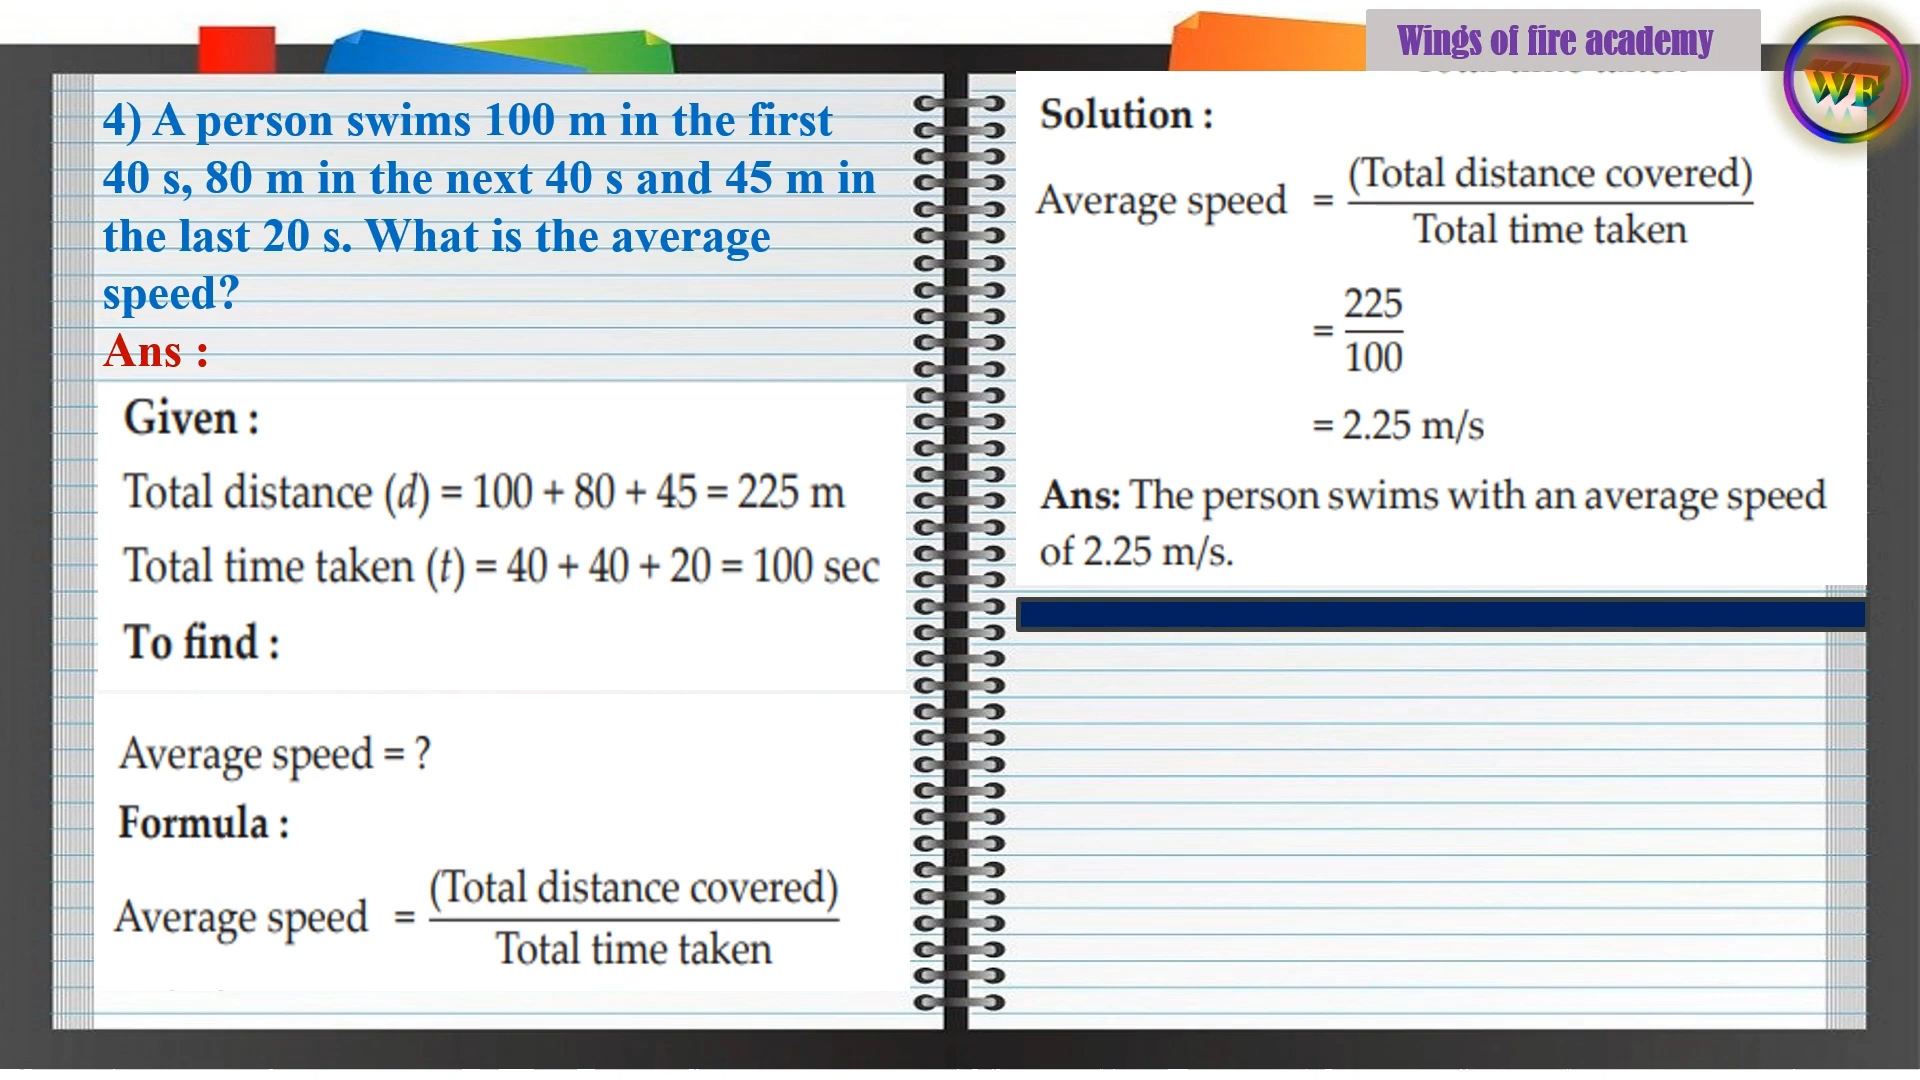 Wings of fire academy
WF
4) A person swims 100 m in the first
40 s, 80 m in the next 40 s and 45 m in
the last 20 s. What is the average
speed?
Ans :
Given :
Total distance (d) = 100 + 80 + 45 = 225 m
Total time taken (t) = 40 + 40 + 20 = 100 sec
To find :
Average speed = ?
Formula :
Average speed = (Total distance covered)
Total time taken
Solution :
Average speed = (Total distance covered)
Total time taken
= 225
100
= 2.25 m/s
Ans: The person swims with an average speed
of 2.25 m/s.